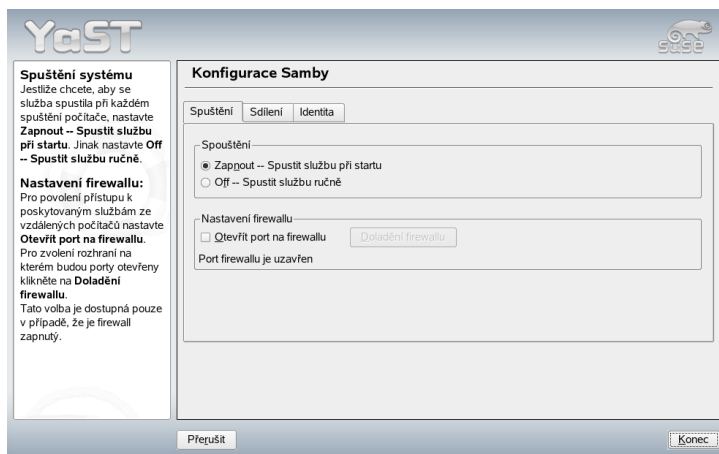 YaST
SUSE
Spuštění systému
Jestliže chcete, aby se
služba spustila při každém
spuštění počítače, nastavte
Zapnout -- Spustit službu
při startu. Jinak nastavte Off
-- Spustit službu ručně.
Nastavení firewallu:
Pro povolení přístupu k
poskytovaným službám ze
vzdálených počítačů nastavte
Otevřít port na firewallu.
Pro zvolení rozhraní na
kterém budou porty otevřeny
klikněte na Doladění
firewallu.
Tato volba je dostupná pouze
v případě, že je firewall
zapnutý.
Konfigurace Samby
Spuštění Sdílení Identita
Spouštění
Zapnout -- Spustit službu při startu
Off -- Spustit službu ručně
Nastavení firewallu
Otevřít port na firewallu Doladění firewallu
Port firewallu je uzavřen
Přerušit Konec